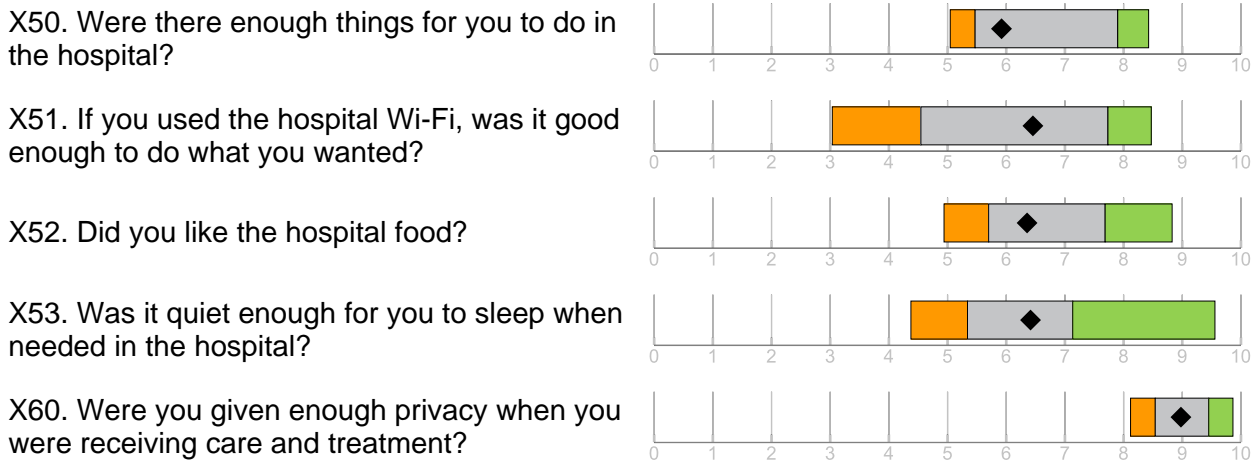 X50. Were there enough things for you to do in
the hospital?
0 1 2 3 4 5 6 7 8 9 10
X51. If you used the hospital Wi-Fi, was it good
enough to do what you wanted?
0 1 2 3 4 5 6 7 8 9 10
X52. Did you like the hospital food?
0 1 2 3 4 5 6 7 8 9 10
X53. Was it quiet enough for you to sleep when
needed in the hospital?
0 1 2 3 4 5 6 7 8 9 10
X60. Were you given enough privacy when you
were receiving care and treatment?
0 1 2 3 4 5 6 7 8 9 10